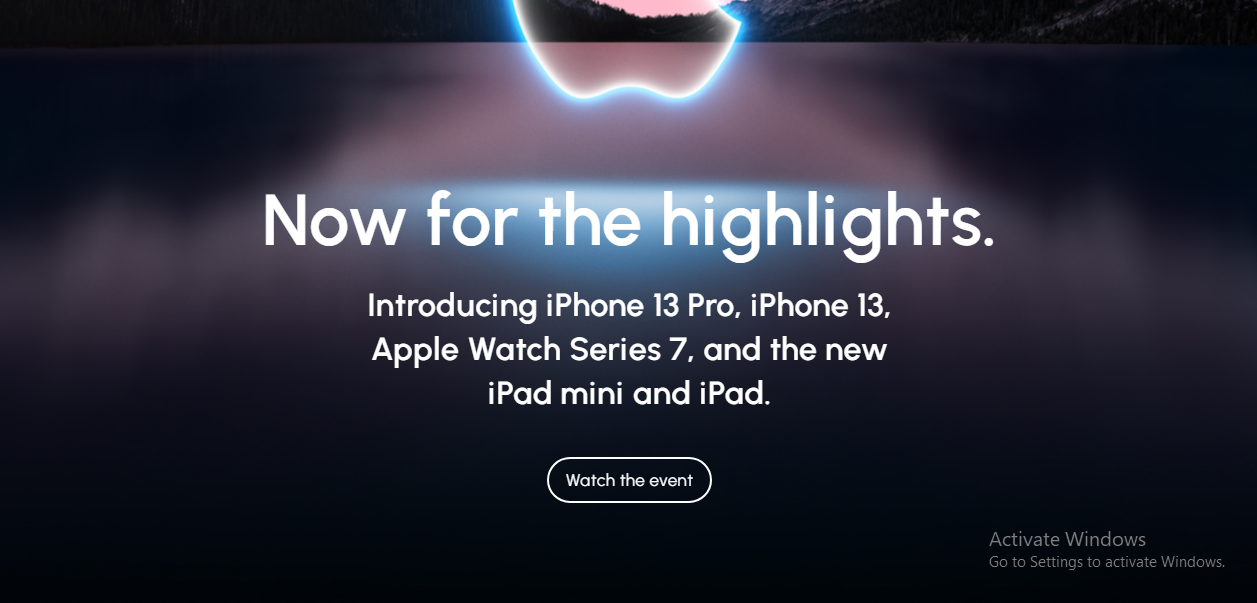 Now for the highlights.
Introducing iPhone 13 Pro, iPhone 13,
Apple Watch Series 7, and the new
iPad mini and iPad.
Watch the event
Activate Windows
Go to Settings to activate Windows.